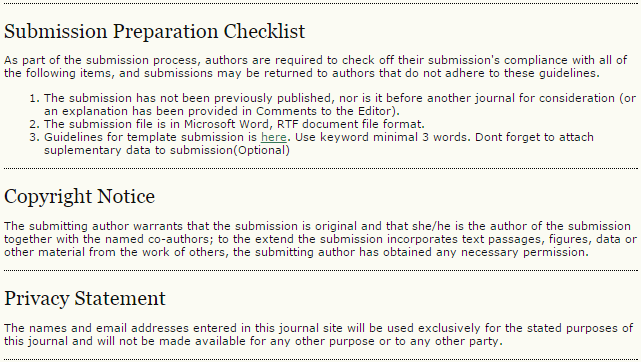 Submission Preparation Checklist
As part of the submission process, authors are required to check off their submission's compliance with all of
the following items, and submissions may be returned to authors that do not adhere to these guidelines.
1. The submission has not been previously published, nor is it before another journal for consideration (or
an explanation has been provided in Comments to the Editor).
2. The submission file is in Microsoft Word, RTF document file format.
3. Guidelines for template submission is here. Use keyword minimal 3 words. Dont forget to attach
suplementary data to submission(Optional)
Copyright Notice
The submitting author warrants that the submission is original and that she/he is the author of the submission
together with the named co-authors; to the extend the submission incorporates text passages, figures, data or
other material from the work of others, the submitting author has obtained any necessary permission.
Privacy Statement
The names and email addresses entered in this journal site will be used exclusively for the stated purposes of
this journal and will not be made available for any other purpose or to any other party.